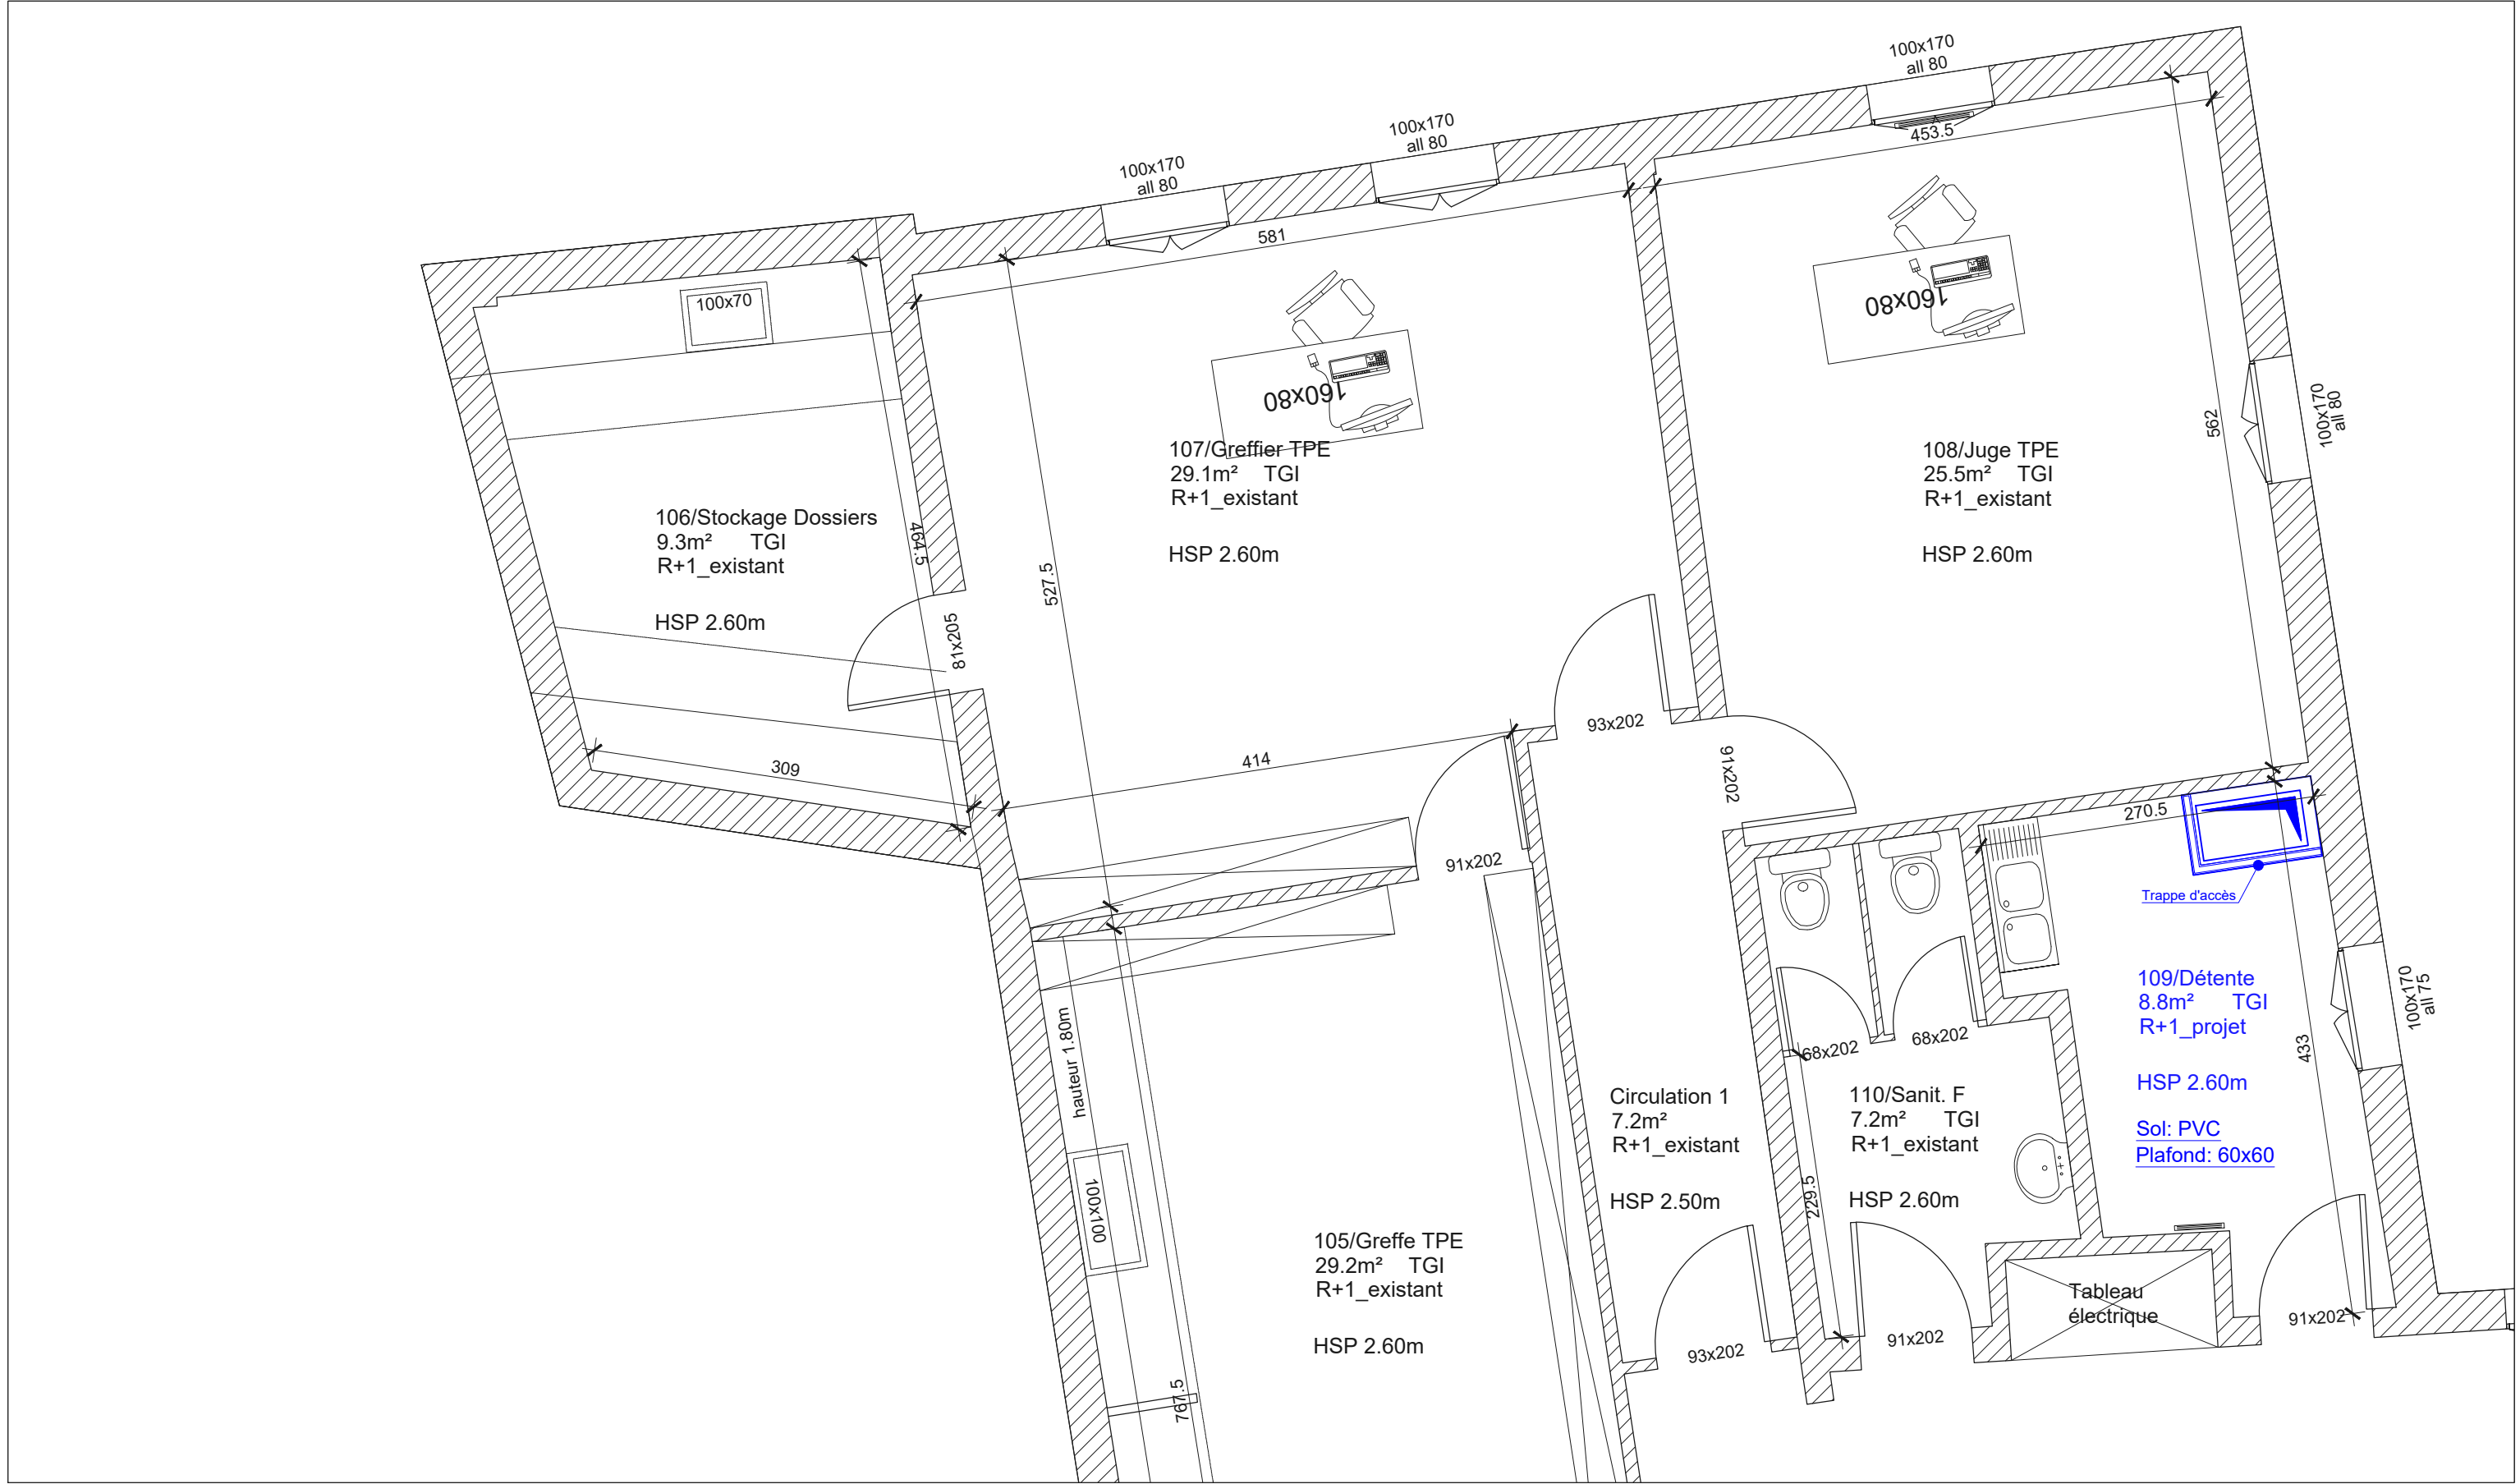 100x170
all 80
100x170
all 80
100x170
all 80
453.5
581
100x70
160x80
160x80
562
100x170
all 80
107/Greffier TPE
29.1m² TGI
R+1_existant
HSP 2.60m
108/Juge TPE
25.5m² TGI
R+1_existant
HSP 2.60m
106/Stockage Dossiers
9.3m² TGI
R+1_existant
HSP 2.60m
464.5
527.5
81x205
93x202
91x202
309
414
91x202
270.5
Trappe d'accès
109/Détente
8.8m² TGI
R+1_projet
HSP 2.60m
Sol: PVC
Plafond: 60x60
100x170
all 75
433
hauteur 1.80m
68x202
68x202
Circulation 1
7.2m²
R+1_existant
HSP 2.50m
110/Sanit. F
7.2m² TGI
R+1_existant
HSP 2.60m
229.5
100x100
105/Greffe TPE
29.2m² TGI
R+1_existant
HSP 2.60m
Tableau
électrique
91x202
91x202
93x202
767.5